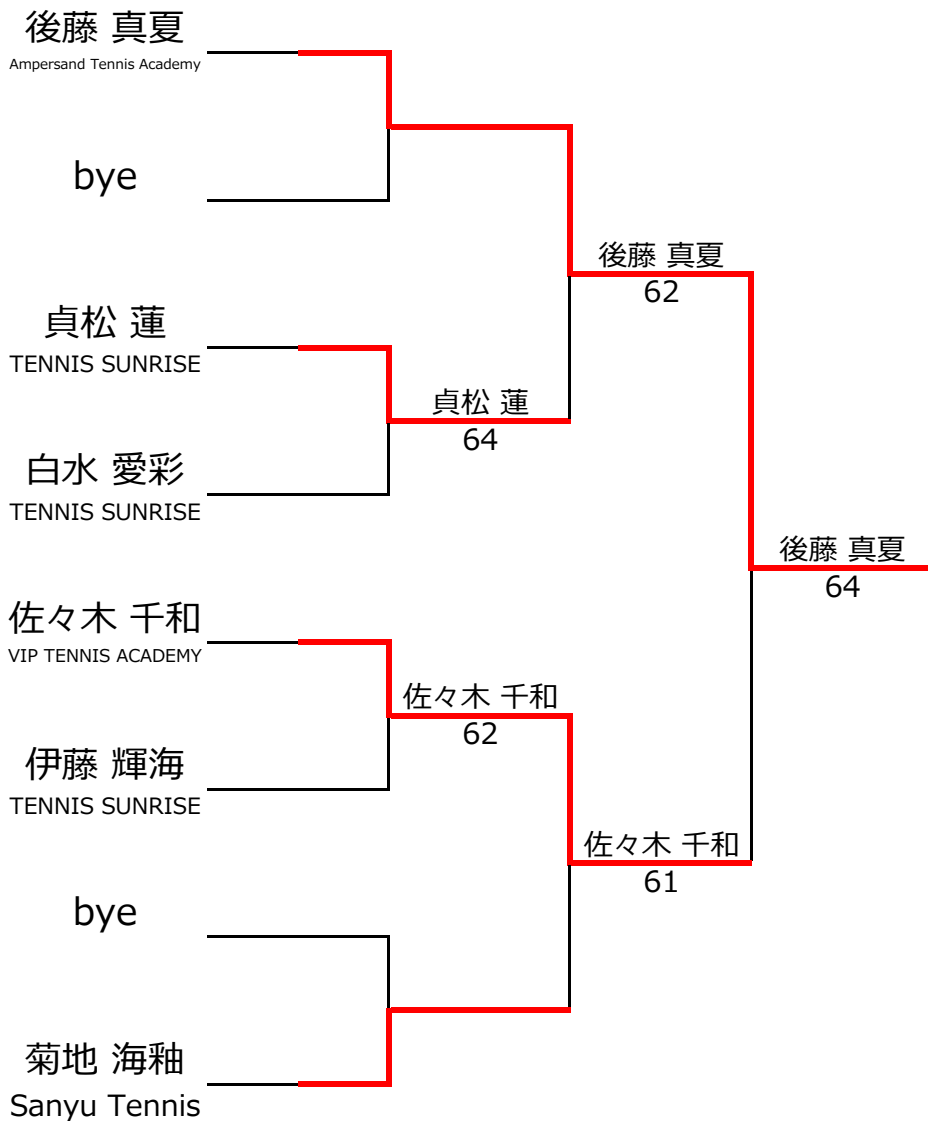 後藤 真夏
Ampersand Tennis Academy
bye
後藤 真夏
62
貞松 蓮
TENNIS SUNRISE
貞松 蓮
64
白水 愛彩
TENNIS SUNRISE
後藤 真夏
64
佐々木 千和
VIP TENNIS ACADEMY
佐々木 千和
62
伊藤 輝海
TENNIS SUNRISE
佐々木 千和
61
bye
菊地 海釉
Sanyu Tennis